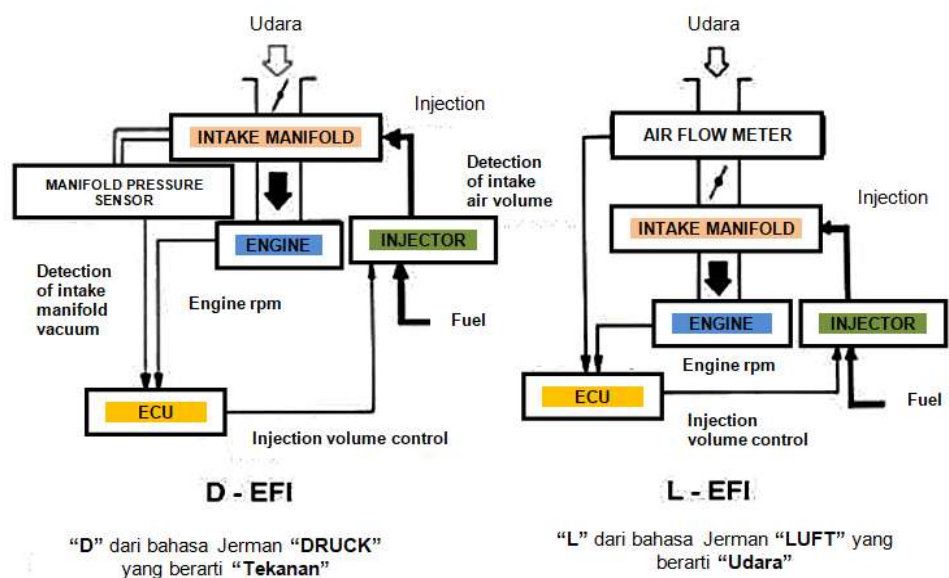 Udara
INTAKE MANIFOLD
Injection
MANIFOLD PRESSURE
SENSOR
Detection
of intake
air volume
ENGINE
INJECTOR
Detection
of intake
manifold
vacuum
Engine rpm
Fuel
ECU
Injection volume control
D - EFI
“D” dari bahasa Jerman “DRUCK”
yang berarti “Tekanan”
Udara
AIR FLOW METER
Injection
INTAKE MANIFOLD
ENGINE
INJECTOR
Engine rpm
ECU
Fuel
Injection
volume control
L - EFI
“L” dari bahasa Jerman “LUFT” yang
berarti “Udara”